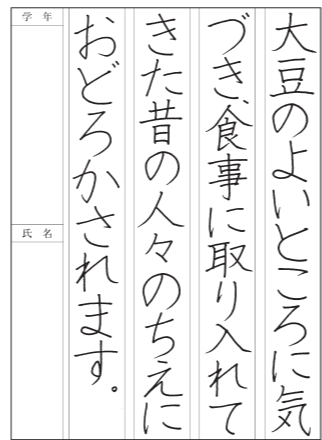 大豆のよいところに気
づき、食事に取り入れて
きた昔の人々のちえに
おどろかされます。
学年
氏名